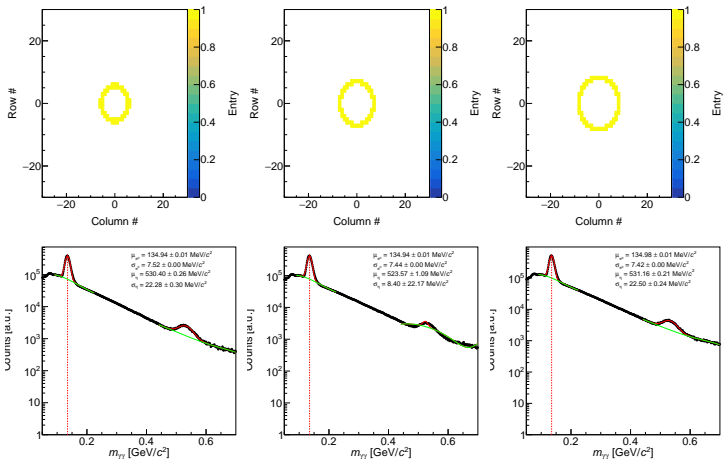 20
0
−20
Row #
−20 0 20
Column #
1
0.8
0.6
0.4
0.2
0
Entry
20
0
−20
Row #
−20 0 20
Column #
1
0.8
0.6
0.4
0.2
0
Entry
20
0
−20
Row #
−20 0 20
Column #
1
0.8
0.6
0.4
0.2
0
Entry
μπ⁰ = 134.94 ± 0.01 MeV/c²
σπ⁰ = 7.52 ± 0.00 MeV/c²
μη = 530.40 ± 0.26 MeV/c²
ση = 22.28 ± 0.30 MeV/c²
10⁵
10⁴
10³
10²
10
1
Counts [a.u.]
0.2 0.4 0.6
mγγ [GeV/c²]
μπ⁰ = 134.94 ± 0.01 MeV/c²
σπ⁰ = 7.44 ± 0.00 MeV/c²
μη = 523.57 ± 1.09 MeV/c²
ση = 8.40 ± 22.17 MeV/c²
10⁵
10⁴
10³
10²
10
1
Counts [a.u.]
0.2 0.4 0.6
mγγ [GeV/c²]
μπ⁰ = 134.98 ± 0.01 MeV/c²
σπ⁰ = 7.42 ± 0.00 MeV/c²
μη = 531.16 ± 0.21 MeV/c²
ση = 22.50 ± 0.24 MeV/c²
10⁵
10⁴
10³
10²
10
1
Counts [a.u.]
0.2 0.4 0.6
mγγ [GeV/c²]